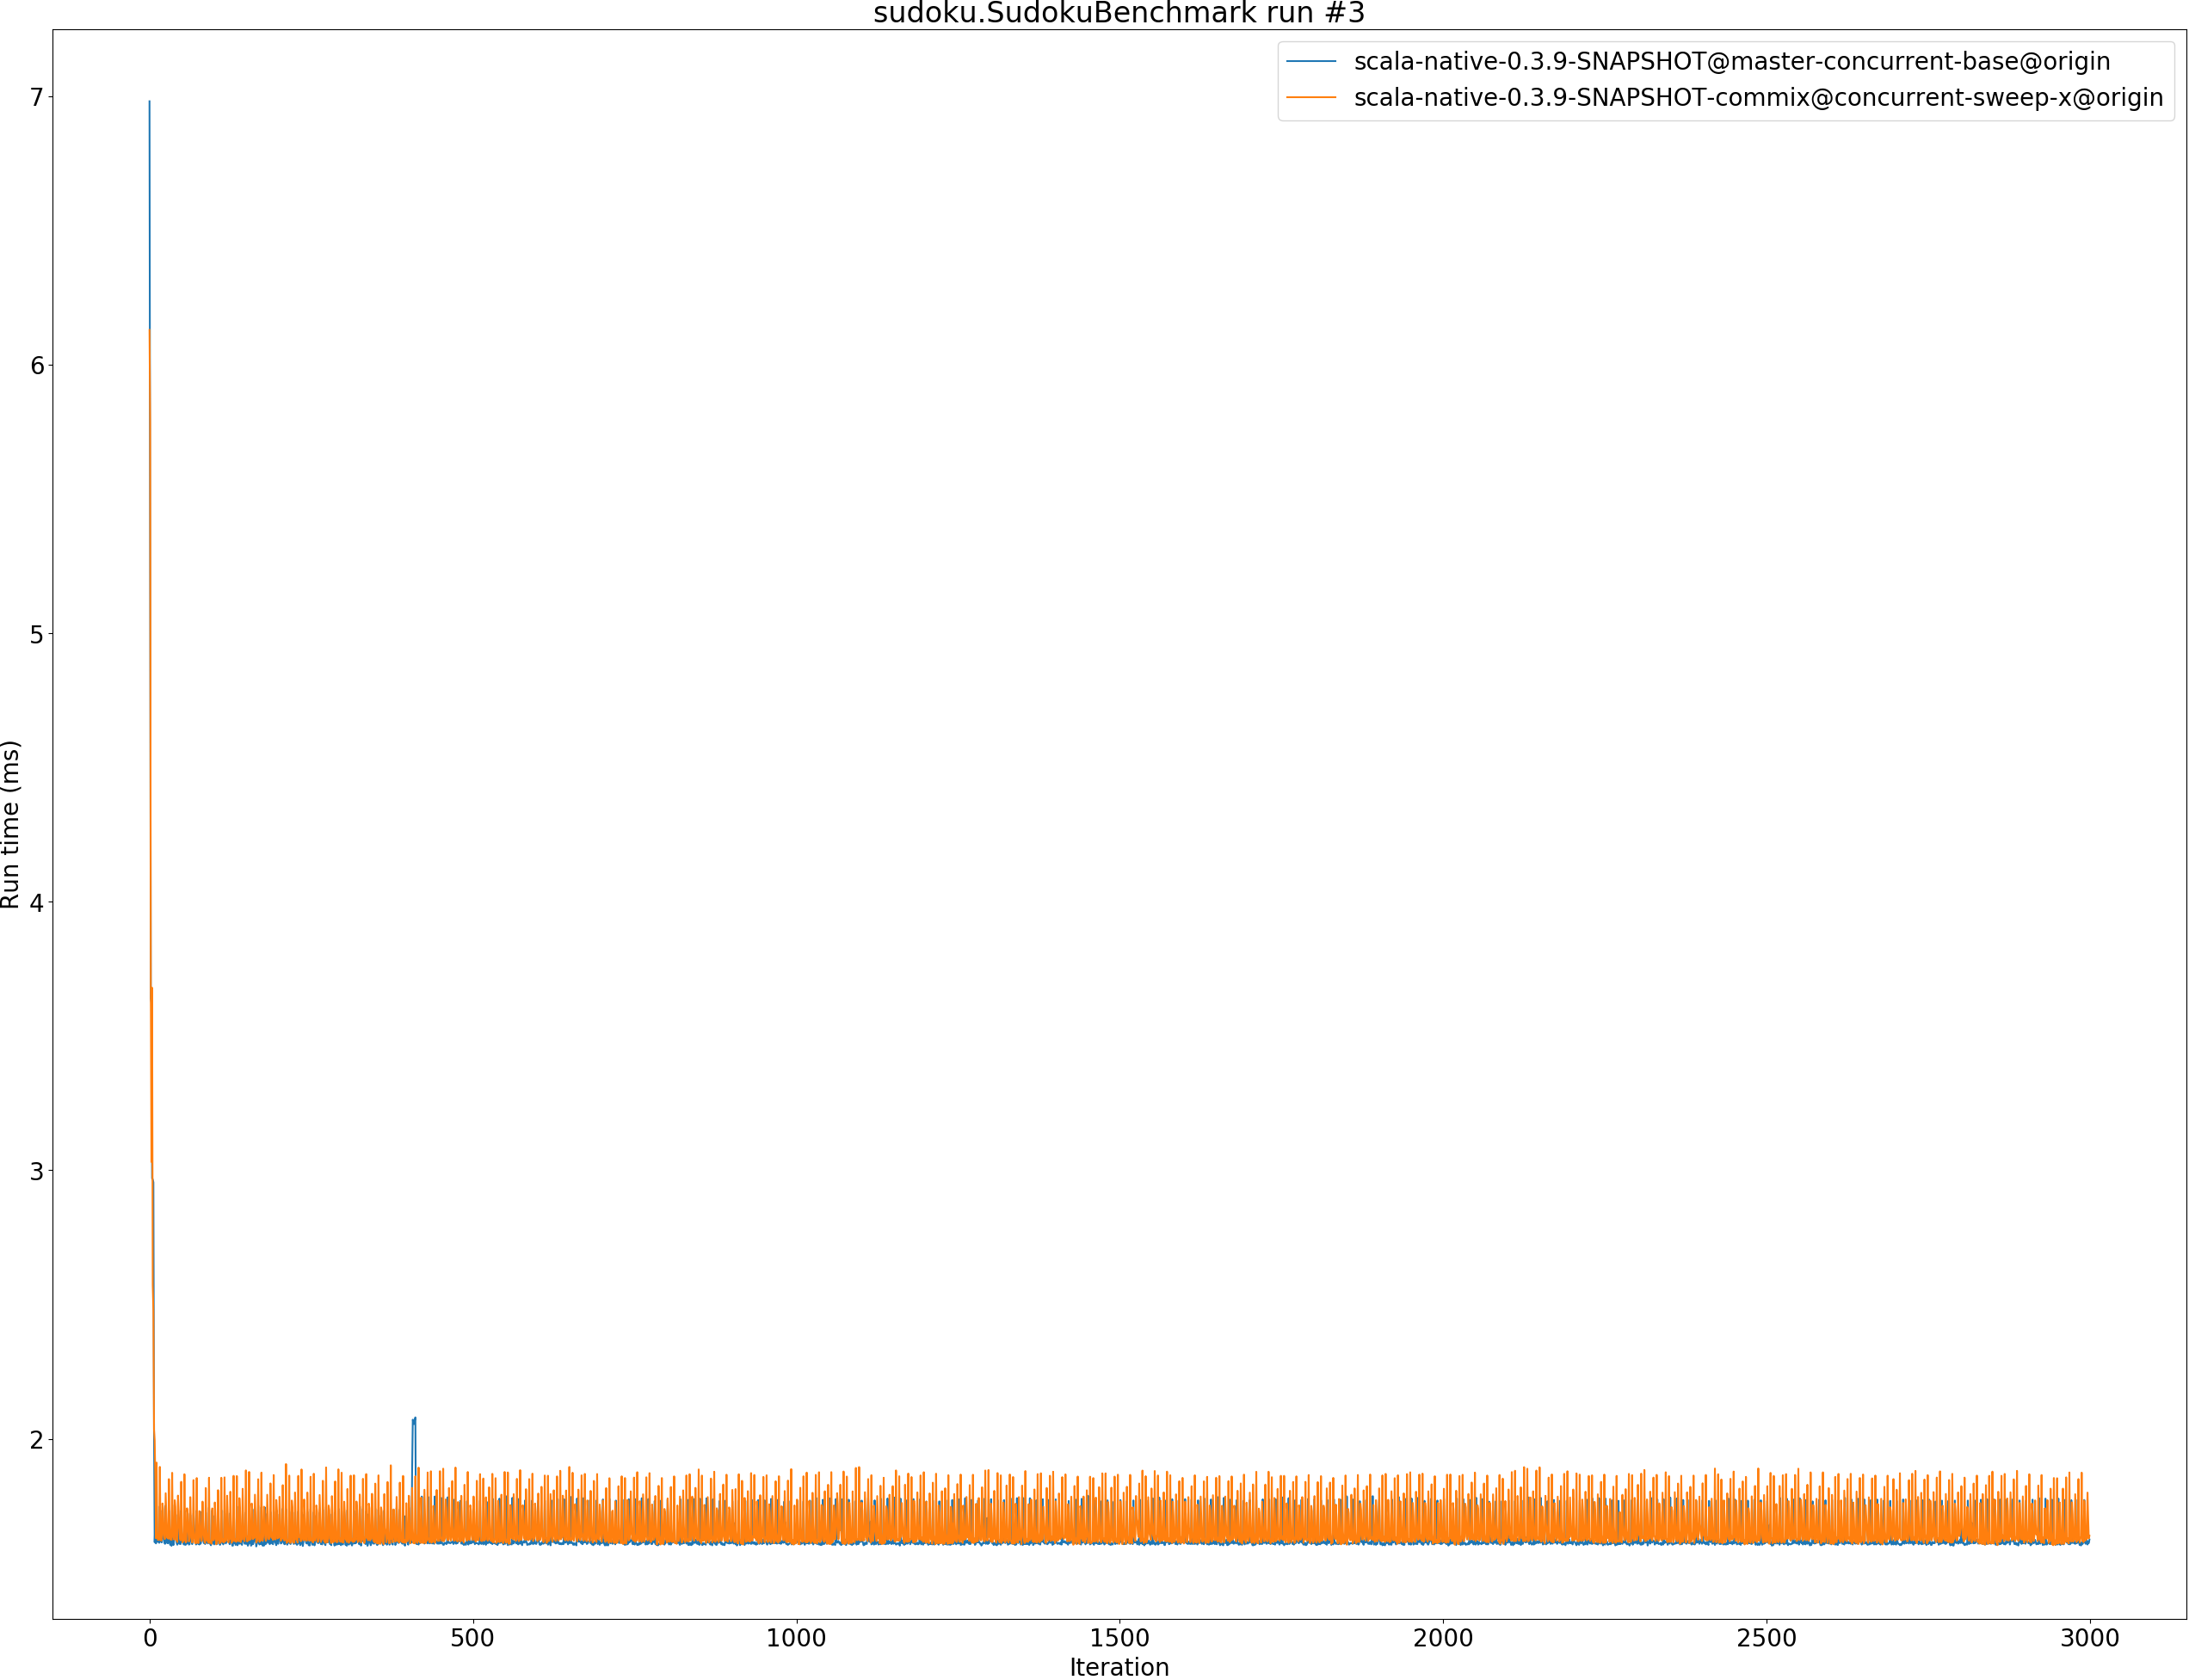 sudoku.SudokuBenchmark run #3
scala-native-0.3.9-SNAPSHOT@master-concurrent-base@origin
scala-native-0.3.9-SNAPSHOT-commix@concurrent-sweep-x@origin
7
6
5
4
3
2
Run time (ms)
0 500 1000 1500 2000 2500 3000
Iteration